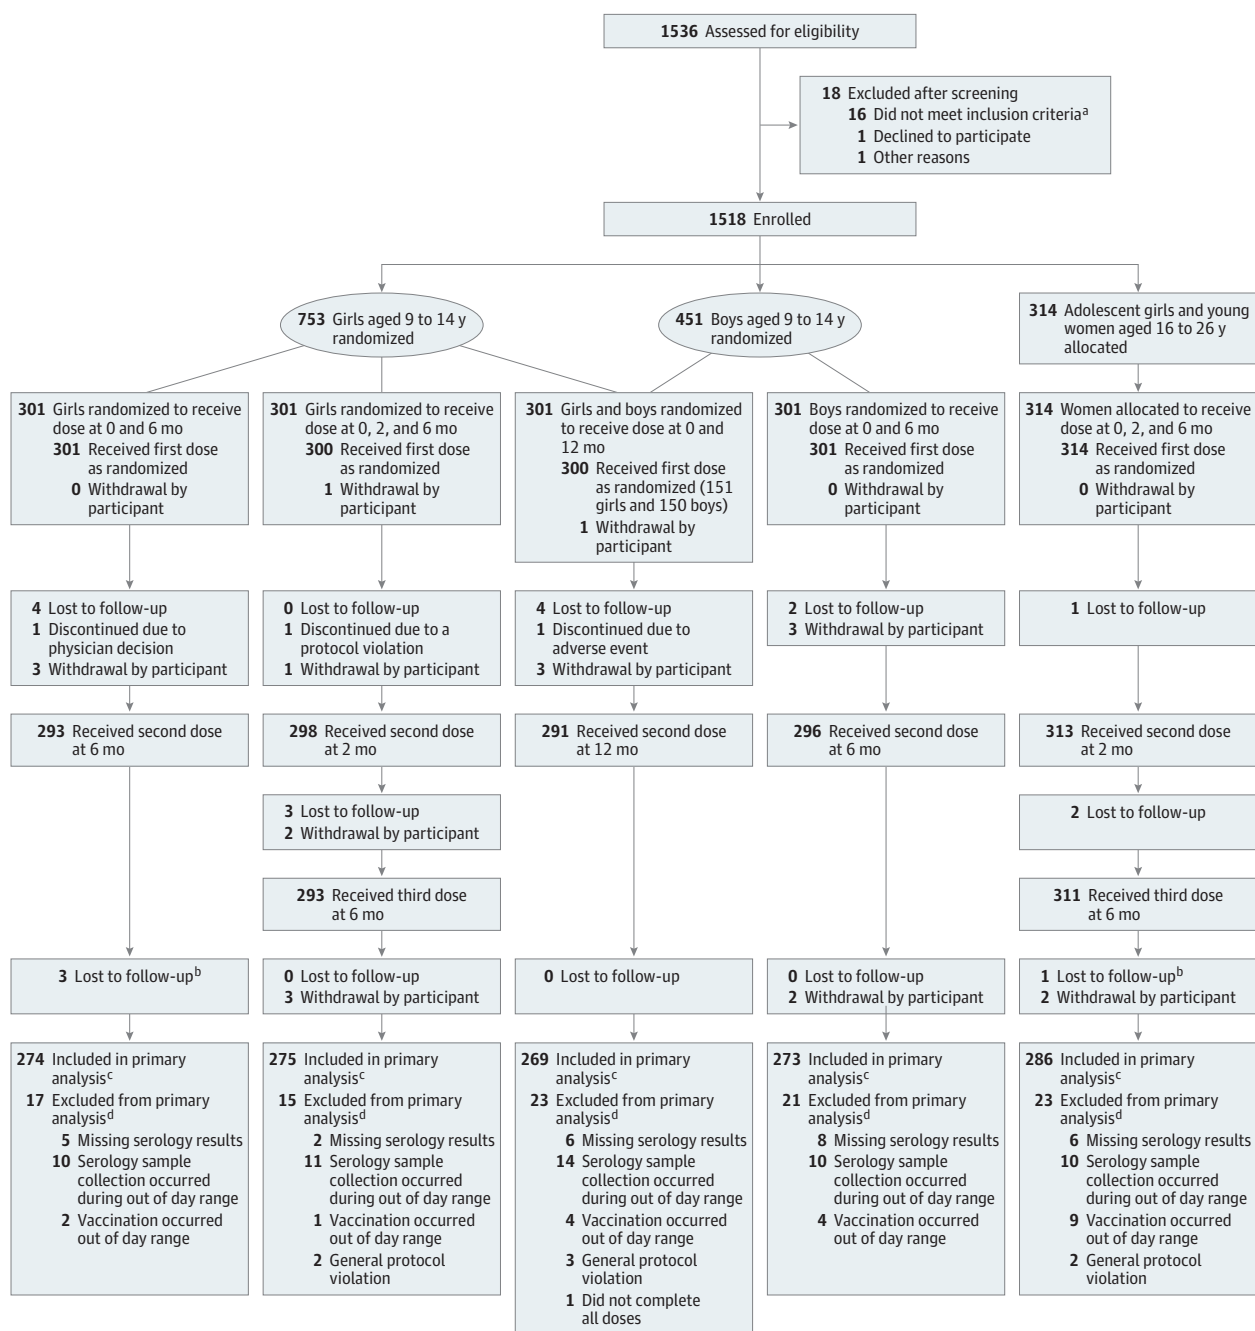 1536 Assessed for eligibility
18 Excluded after screening
16 Did not meet inclusion criteriaᵃ
1 Declined to participate
1 Other reasons
1518 Enrolled
753 Girls aged 9 to 14 y
randomized
451 Boys aged 9 to 14 y
randomized
314 Adolescent girls and young
women aged 16 to 26 y
allocated
301 Girls randomized to receive
dose at 0 and 6 mo
301 Received first dose
as randomized
0 Withdrawal by
participant
301 Girls randomized to receive
dose at 0, 2, and 6 mo
300 Received first dose
as randomized
1 Withdrawal by
participant
301 Girls and boys randomized
to receive dose at 0 and
12 mo
300 Received first dose
as randomized (151
girls and 150 boys)
1 Withdrawal by
participant
301 Boys randomized to receive
dose at 0 and 6 mo
301 Received first dose
as randomized
0 Withdrawal by
participant
314 Women allocated to receive
dose at 0, 2, and 6 mo
314 Received first dose
as randomized
0 Withdrawal by
participant
4 Lost to follow-up
1 Discontinued due to
physician decision
3 Withdrawal by participant
0 Lost to follow-up
1 Discontinued due to a
protocol violation
1 Withdrawal by participant
4 Lost to follow-up
1 Discontinued due to
adverse event
3 Withdrawal by participant
2 Lost to follow-up
3 Withdrawal by participant
1 Lost to follow-up
293 Received second dose
at 6 mo
298 Received second dose
at 2 mo
291 Received second dose
at 12 mo
296 Received second dose
at 6 mo
313 Received second dose
at 2 mo
3 Lost to follow-up
2 Withdrawal by participant
2 Lost to follow-up
293 Received third dose
at 6 mo
311 Received third dose
at 6 mo
3 Lost to follow-upᵇ
0 Lost to follow-up
3 Withdrawal by participant
0 Lost to follow-up
0 Lost to follow-up
2 Withdrawal by participant
1 Lost to follow-upᵇ
2 Withdrawal by participant
274 Included in primary
analysisᶜ
17 Excluded from primary
analysisᵈ
5 Missing serology results
10 Serology sample
collection occurred
during out of day range
2 Vaccination occurred
out of day range
275 Included in primary
analysisᶜ
15 Excluded from primary
analysisᵈ
2 Missing serology results
11 Serology sample
collection occurred
during out of day range
1 Vaccination occurred
out of day range
2 General protocol
violation
269 Included in primary
analysisᶜ
23 Excluded from primary
analysisᵈ
6 Missing serology results
14 Serology sample
collection occurred
during out of day range
4 Vaccination occurred
out of day range
3 General protocol
violation
1 Did not complete
all doses
273 Included in primary
analysisᶜ
21 Excluded from primary
analysisᵈ
8 Missing serology results
10 Serology sample
collection occurred
during out of day range
4 Vaccination occurred
out of day range
286 Included in primary
analysisᶜ
23 Excluded from primary
analysisᵈ
6 Missing serology results
10 Serology sample
collection occurred
during out of day range
9 Vaccination occurred
out of day range
2 General protocol
violation